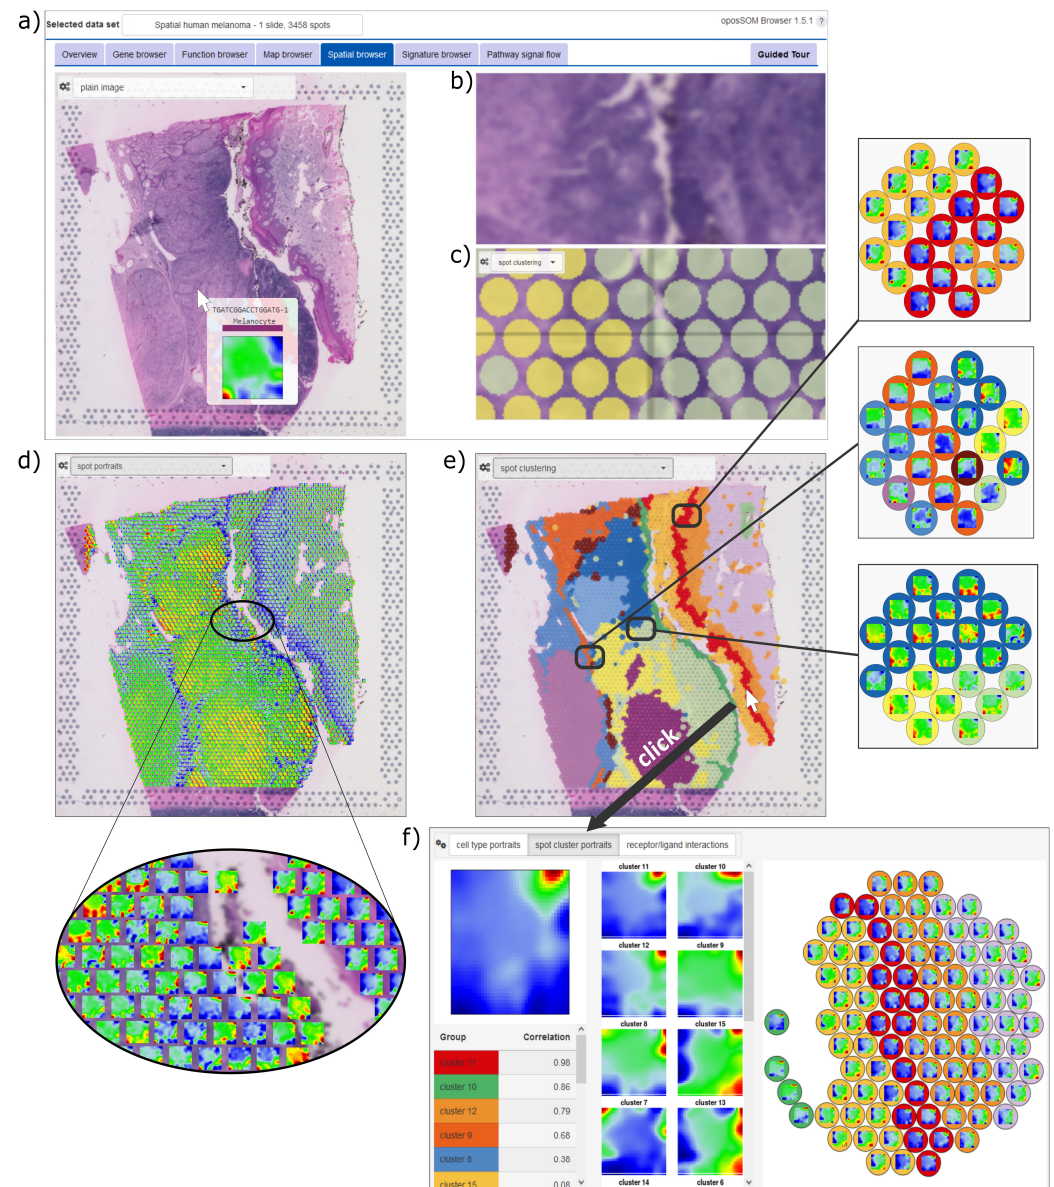 a)
Selected data set
Spatial human melanoma - 1 slide, 3458 spots
oposSOM Browser 1.5.1 ?
Overview
Gene browser
Function browser
Map browser
Spatial browser
Signature browser
Pathway signal flow
Guided Tour
plain image
TGATCGGACCTGGATG-1
Melanocyte
b)
c)
spot clustering
d)
spot portraits
e)
spot clustering
click
f)
cell type portraits
spot cluster portraits
receptor/ligand interactions
Group Correlation
cluster 11 0.98
cluster 10 0.86
cluster 12 0.79
cluster 9 0.68
cluster 6 0.38
cluster 15 0.08
cluster 11 cluster 10
cluster 12 cluster 9
cluster 8 cluster 15
cluster 7 cluster 13
cluster 14 cluster 6